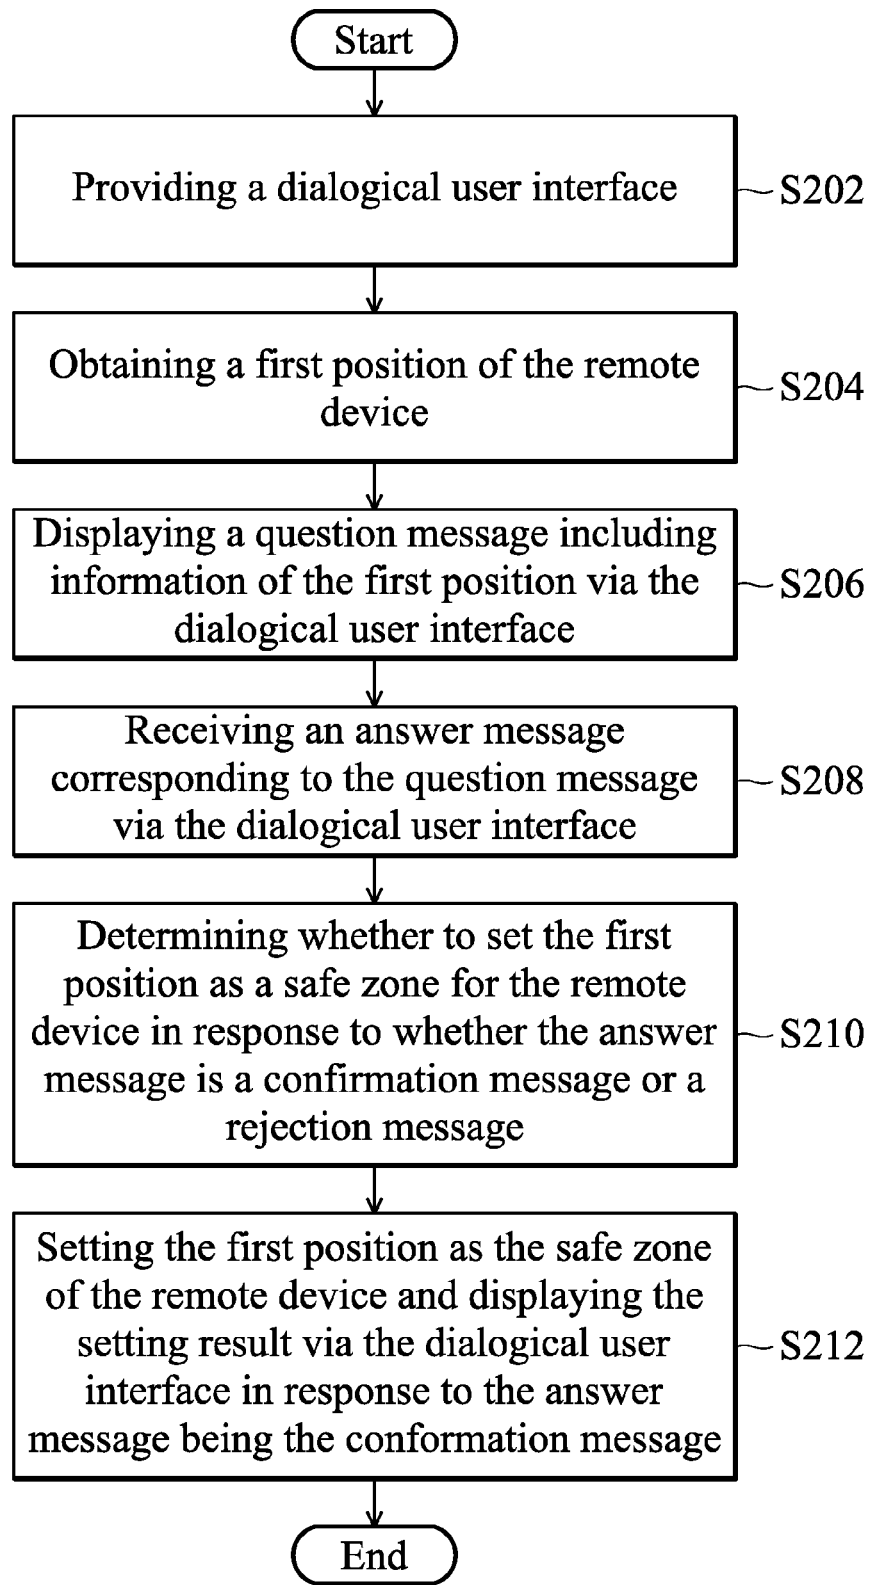 Start
Providing a dialogical user interface
S202
Obtaining a first position of the remote
device
S204
Displaying a question message including
information of the first position via the
dialogical user interface
S206
Receiving an answer message
corresponding to the question message
via the dialogical user interface
S208
Determining whether to set the first
position as a safe zone for the remote
device in response to whether the answer
message is a confirmation message or a
rejection message
S210
Setting the first position as the safe zone
of the remote device and displaying the
setting result via the dialogical user
interface in response to the answer
message being the conformation message
S212
End